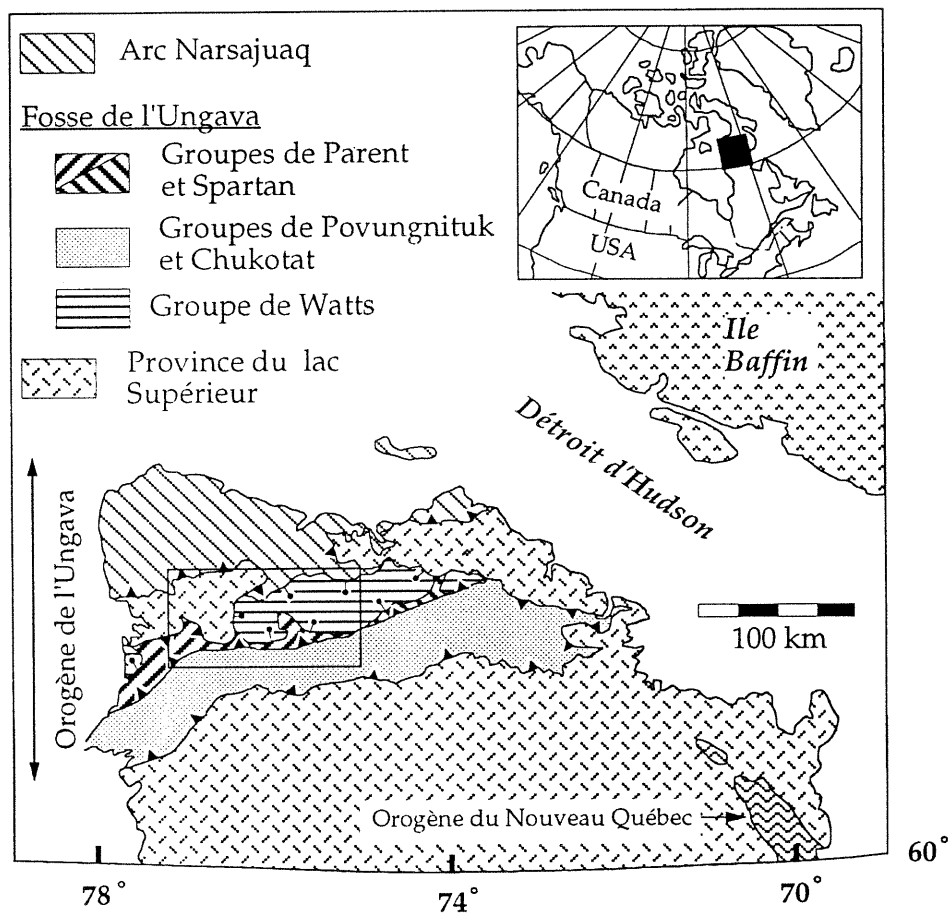 Arc Narsajuaq
Fosse de l'Ungava
Groupes de Parent
et Spartan
Groupes de Povungnituk
et Chukotat
Groupe de Watts
Province du lac
Supérieur
Canada
USA
Ile
Baffin
Détroit d'Hudson
Orogène de l'Ungava
100 km
Orogène du Nouveau Québec
60°
78°
74°
70°